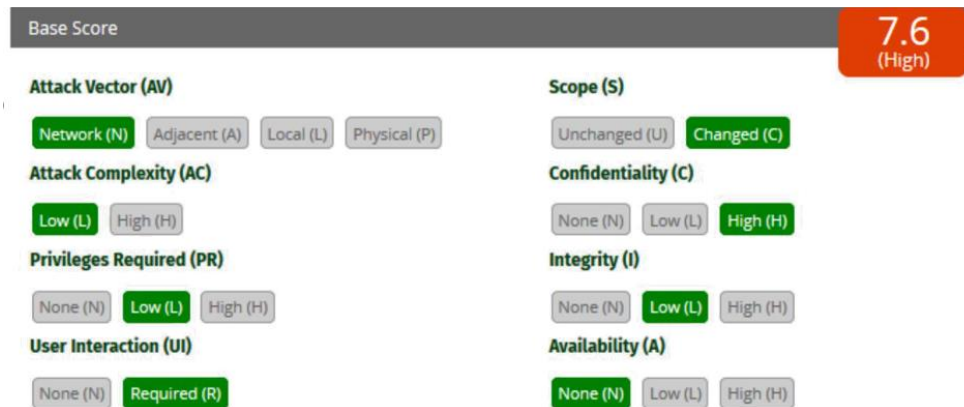 Base Score
7.6
(High)
Attack Vector (AV)
Network (N) Adjacent (A) Local (L) Physical (P)
Attack Complexity (AC)
Low (L) High (H)
Privileges Required (PR)
None (N) Low (L) High (H)
User Interaction (UI)
None (N) Required (R)
Scope (S)
Unchanged (U) Changed (C)
Confidentiality (C)
None (N) Low (L) High (H)
Integrity (I)
None (N) Low (L) High (H)
Availability (A)
None (N) Low (L) High (H)